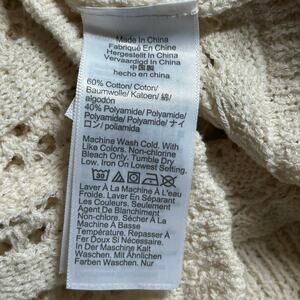 Made In China
Fabriqué En China
Hergestellt In China
Vervaardigd In China
中国製
hecho en china
60% Cotton/ Coton/
Baumwolle/ Katoen/ 綿/
algodón
40% Polyamide/ Polyamide/
Polyamide/ Polyamide/ ナイ
ロン/ poliamida
Machine Wash Cold. With
Like Colors. Non-chlorine
Bleach Only. Tumble Dry
Low. Iron On Lowest Setting.
30
Laver À La Machine À L'eau
Froide. Laver En Séparant
Les Couleurs. Seulement
Agent De Blanchiment
Non-chlore. Sécher À La
Machine À Basse
Température. Repasser À
Fer Doux Si Nécessaire.
In Der Machine Kalt
Waschen. Mit Ähnlichen
Farben Waschen. Nur